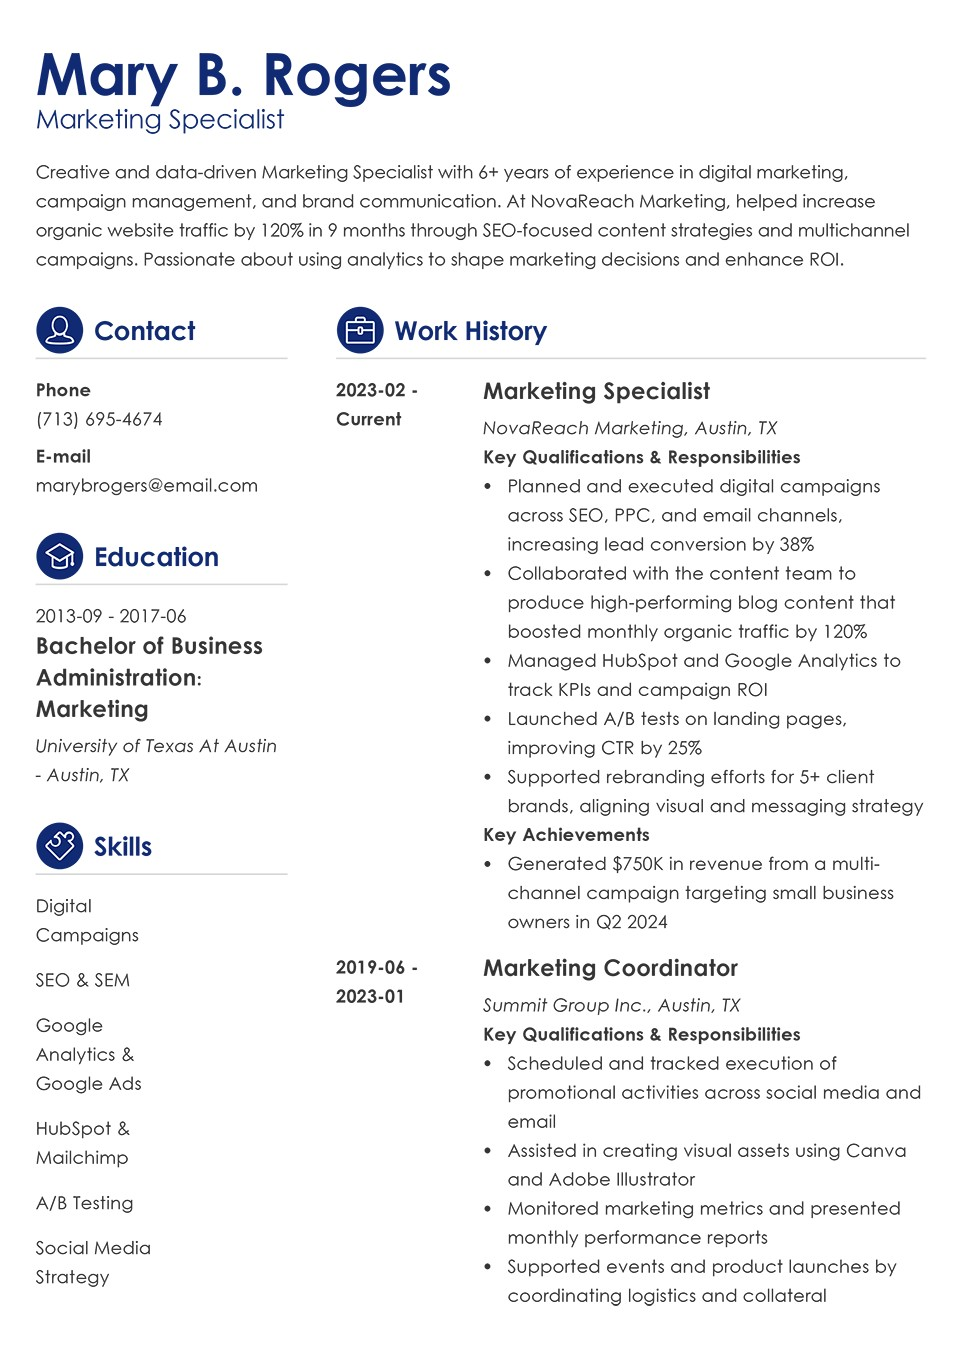 Mary B. Rogers
Marketing Specialist
Creative and data-driven Marketing Specialist with 6+ years of experience in digital marketing,
campaign management, and brand communication. At NovaReach Marketing, helped increase
organic website traffic by 120% in 9 months through SEO-focused content strategies and multichannel
campaigns. Passionate about using analytics to shape marketing decisions and enhance ROI.
Contact
Phone
(713) 695-4674
E-mail
marybrogers@email.com
Education
2013-09 - 2017-06
Bachelor of Business
Administration:
Marketing
University of Texas At Austin
- Austin, TX
Skills
Digital
Campaigns
SEO & SEM
Google
Analytics &
Google Ads
HubSpot &
Mailchimp
A/B Testing
Social Media
Strategy
Work History
2023-02 -
Current
Marketing Specialist
NovaReach Marketing, Austin, TX
Key Qualifications & Responsibilities
• Planned and executed digital campaigns
across SEO, PPC, and email channels,
increasing lead conversion by 38%
• Collaborated with the content team to
produce high-performing blog content that
boosted monthly organic traffic by 120%
• Managed HubSpot and Google Analytics to
track KPIs and campaign ROI
• Launched A/B tests on landing pages,
improving CTR by 25%
• Supported rebranding efforts for 5+ client
brands, aligning visual and messaging strategy
Key Achievements
• Generated $750K in revenue from a multi-
channel campaign targeting small business
owners in Q2 2024
2019-06 -
2023-01
Marketing Coordinator
Summit Group Inc., Austin, TX
Key Qualifications & Responsibilities
• Scheduled and tracked execution of
promotional activities across social media and
email
• Assisted in creating visual assets using Canva
and Adobe Illustrator
• Monitored marketing metrics and presented
monthly performance reports
• Supported events and product launches by
coordinating logistics and collateral